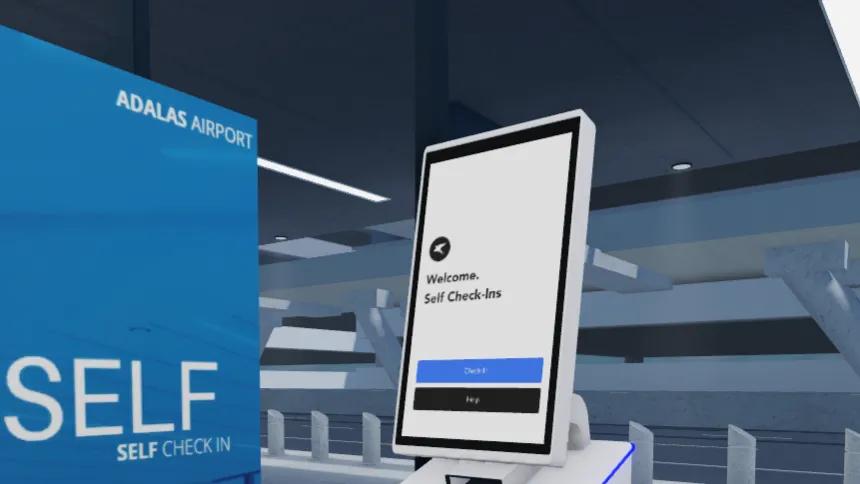 ADALAS AIRPORT
SELF
SELF CHECK IN
Welcome.
Self Check-Ins
Check In
Help